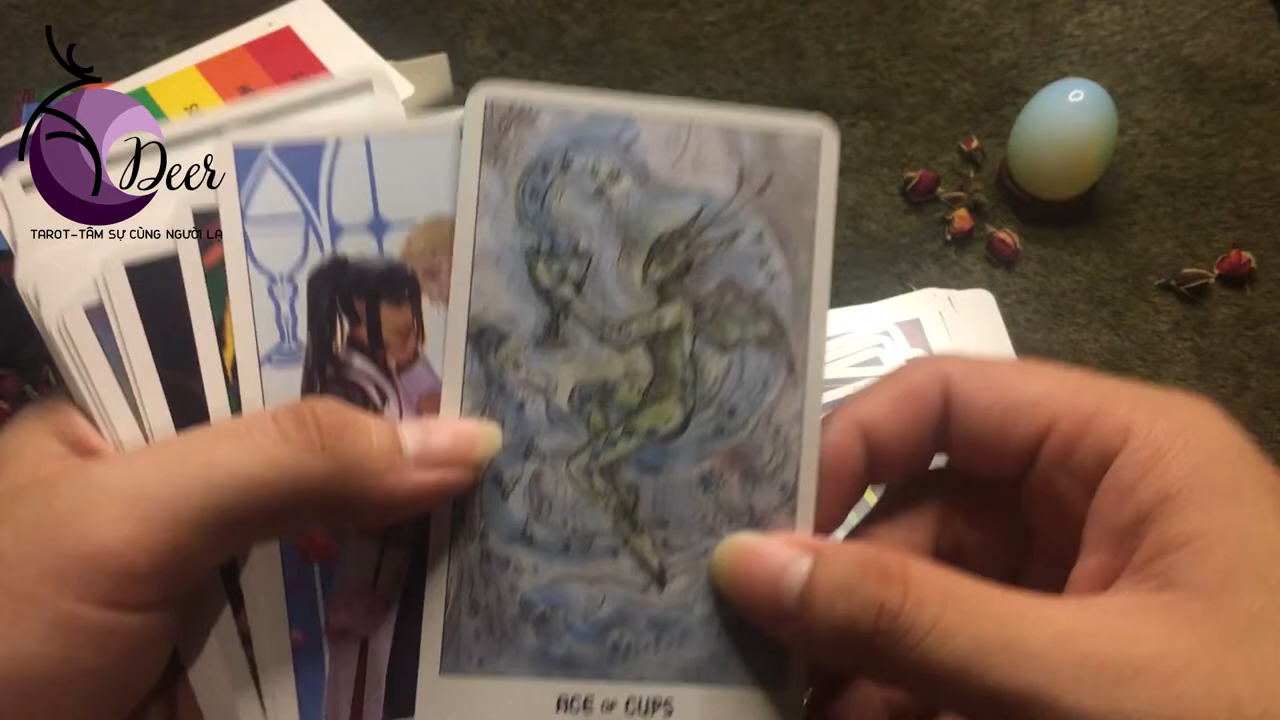 Deer
TAROT-TÂM SỰ CÙNG NGƯỜI LẠ
ACE OF CUPS